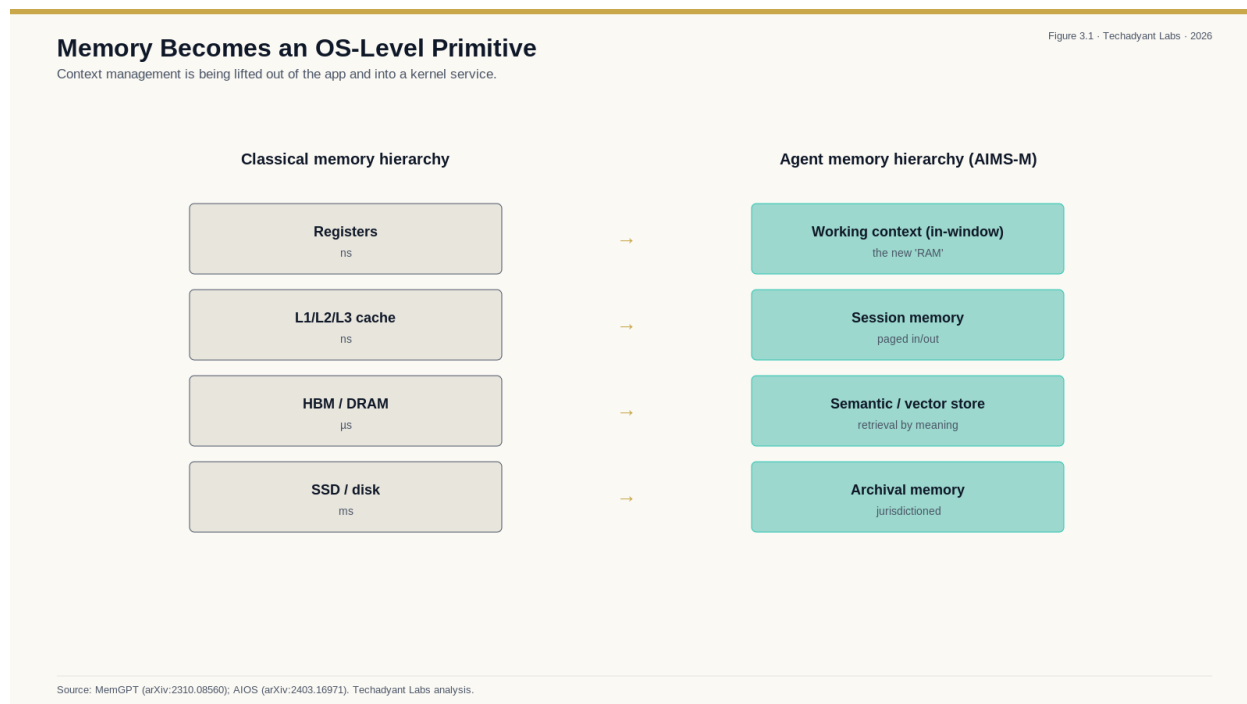 Memory Becomes an OS-Level Primitive
Figure 3.1 · Techadyant Labs · 2026
Context management is being lifted out of the app and into a kernel service.
Classical memory hierarchy
Agent memory hierarchy (AIMS-M)
Registers
ns
→
Working context (in-window)
the new 'RAM'
L1/L2/L3 cache
ns
→
Session memory
paged in/out
HBM / DRAM
µs
→
Semantic / vector store
retrieval by meaning
SSD / disk
ms
→
Archival memory
jurisdictioned
Source: MemGPT (arXiv:2310.08560); AIOS (arXiv:2403.16971). Techadyant Labs analysis.